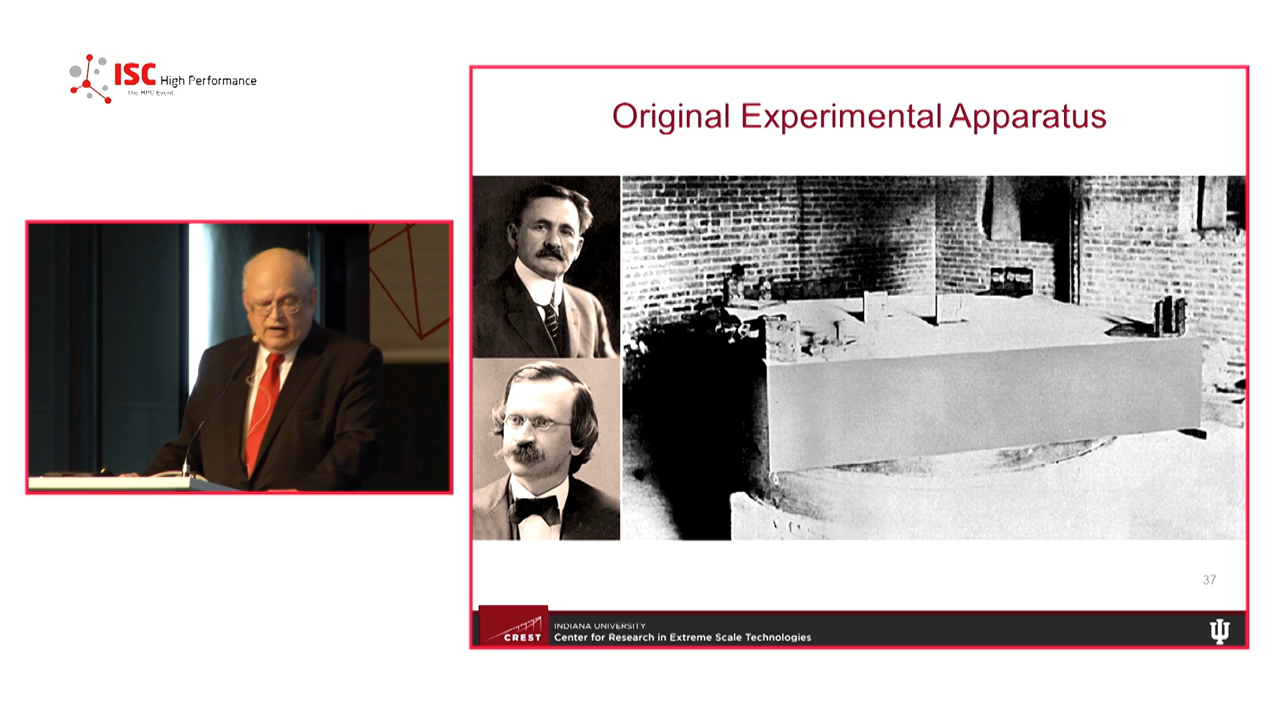 ISC High Performance
The HPC Event.
Original Experimental Apparatus
37
CREST
INDIANA UNIVERSITY
Center for Research in Extreme Scale Technologies